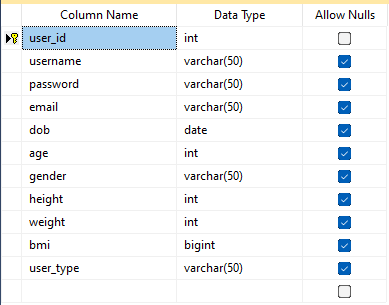 Column Name Data Type Allow Nulls
user_id int
username varchar(50)
password varchar(50)
email varchar(50)
dob date
age int
gender varchar(50)
height int
weight int
bmi bigint
user_type varchar(50)